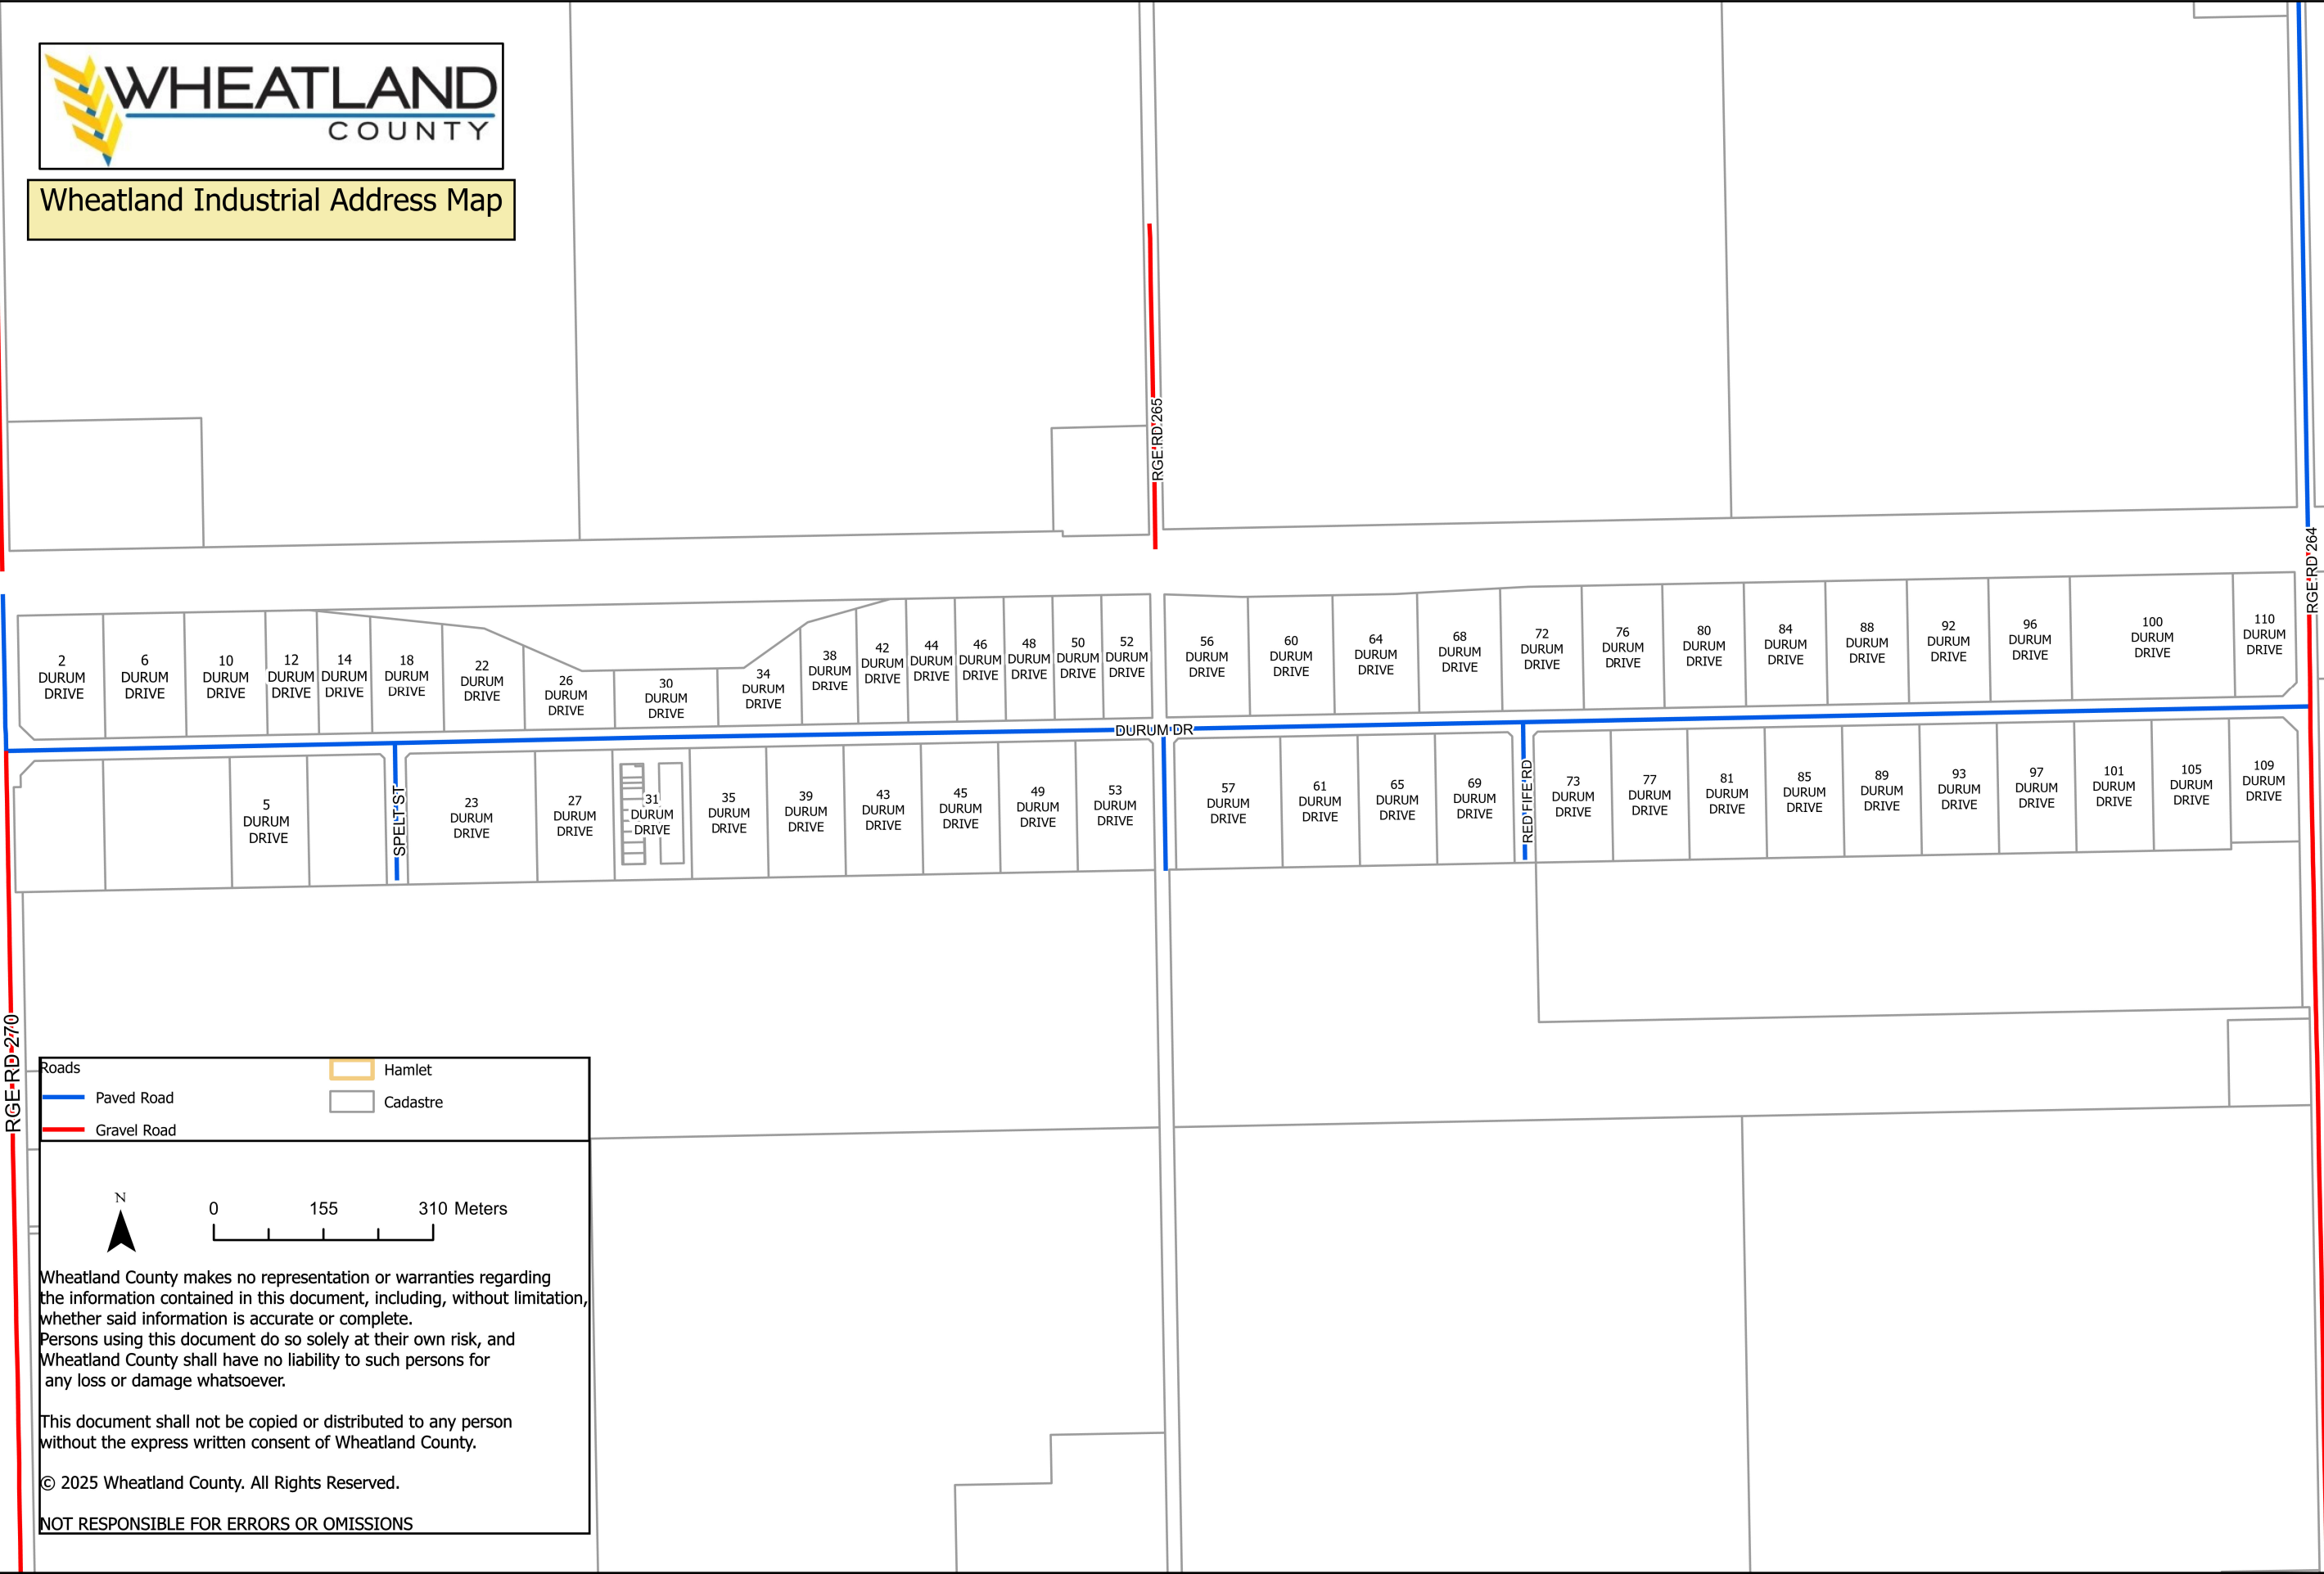 WHEATLAND
COUNTY
Wheatland Industrial Address Map
RGE RD 265
RGE RD 264
2
DURUM
DRIVE
6
DURUM
DRIVE
10
DURUM
DRIVE
12
DURUM
DRIVE
14
DURUM
DRIVE
18
DURUM
DRIVE
22
DURUM
DRIVE
26
DURUM
DRIVE
30
DURUM
DRIVE
34
DURUM
DRIVE
38
DURUM
DRIVE
42
DURUM
DRIVE
44
DURUM
DRIVE
46
DURUM
DRIVE
48
DURUM
DRIVE
50
DURUM
DRIVE
52
DURUM
DRIVE
56
DURUM
DRIVE
60
DURUM
DRIVE
64
DURUM
DRIVE
68
DURUM
DRIVE
72
DURUM
DRIVE
76
DURUM
DRIVE
80
DURUM
DRIVE
84
DURUM
DRIVE
88
DURUM
DRIVE
92
DURUM
DRIVE
96
DURUM
DRIVE
100
DURUM
DRIVE
110
DURUM
DRIVE
DURUM DR
5
DURUM
DRIVE
SPELT ST
23
DURUM
DRIVE
27
DURUM
DRIVE
31
DURUM
DRIVE
35
DURUM
DRIVE
39
DURUM
DRIVE
43
DURUM
DRIVE
45
DURUM
DRIVE
49
DURUM
DRIVE
53
DURUM
DRIVE
57
DURUM
DRIVE
61
DURUM
DRIVE
65
DURUM
DRIVE
69
DURUM
DRIVE
RED FIFE RD
73
DURUM
DRIVE
77
DURUM
DRIVE
81
DURUM
DRIVE
85
DURUM
DRIVE
89
DURUM
DRIVE
93
DURUM
DRIVE
97
DURUM
DRIVE
101
DURUM
DRIVE
105
DURUM
DRIVE
109
DURUM
DRIVE
RGE RD 270
Roads
Paved Road
Gravel Road
Hamlet
Cadastre
N
0 155 310 Meters
Wheatland County makes no representation or warranties regarding
the information contained in this document, including, without limitation,
whether said information is accurate or complete.
Persons using this document do so solely at their own risk, and
Wheatland County shall have no liability to such persons for
any loss or damage whatsoever.
This document shall not be copied or distributed to any person
without the express written consent of Wheatland County.
© 2025 Wheatland County. All Rights Reserved.
NOT RESPONSIBLE FOR ERRORS OR OMISSIONS